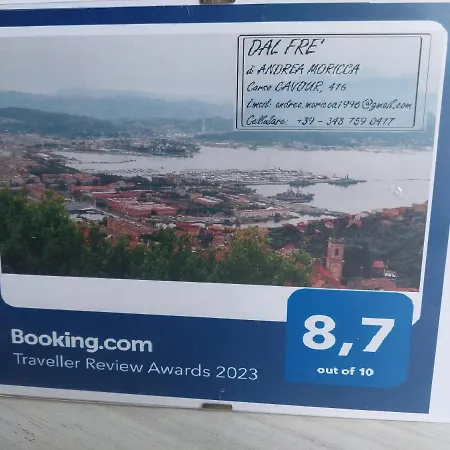 DAL FRE'
di ANDREA MORICCA
Corso CAVOUR, 416
Email: andrea.moricca1996@gmail.com
Cellulare: +39 - 348 759 0417
Booking.com
Traveller Review Awards 2023
8,7
out of 10